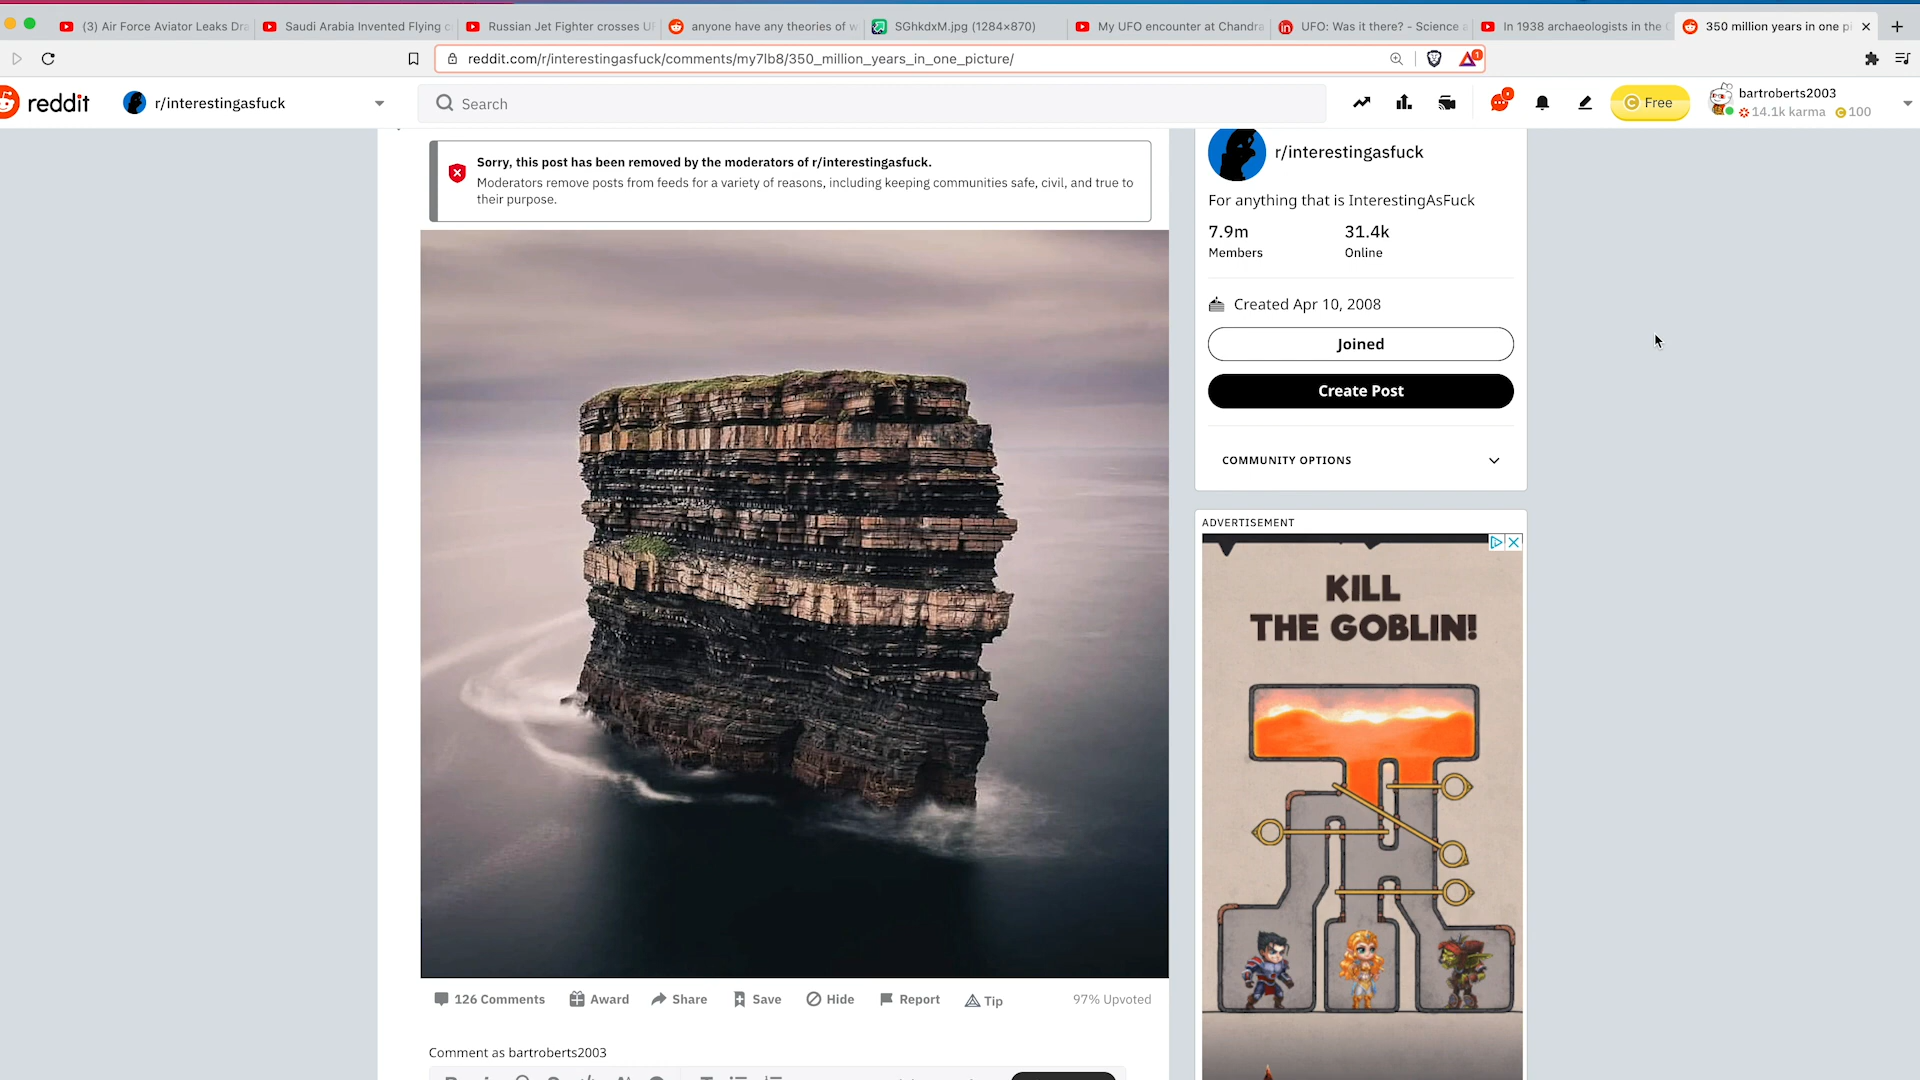 (3) Air Force Aviator Leaks Dra
Saudi Arabia Invented Flying c
Russian Jet Fighter crosses U
anyone have any theories of w
SGhkdxM.jpg (1284×870)
My UFO encounter at Chandra
UFO: Was it there? - Science a
In 1938 archaeologists in the
350 million years in one pi
reddit.com/r/interestingasfuck/comments/my7lb8/350_million_years_in_one_picture/
1
reddit
r/interestingasfuck
Search
Free
bartroberts2003
14.1k karma
100
Sorry, this post has been removed by the moderators of r/interestingasfuck.
Moderators remove posts from feeds for a variety of reasons, including keeping communities safe, civil, and true to
their purpose.
r/interestingasfuck
For anything that is InterestingAsFuck
7.9m
31.4k
Members
Online
Created Apr 10, 2008
Joined
Create Post
COMMUNITY OPTIONS
ADVERTISEMENT
KILL
THE GOBLIN!
126 Comments
Award
Share
Save
Hide
Report
Tip
97% Upvoted
Comment as bartroberts2003